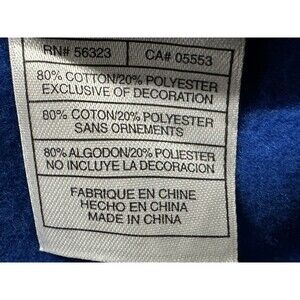 RN# 56323 CA# 05553
80% COTTON/20% POLYESTER
EXCLUSIVE OF DECORATION
80% COTON/20% POLYESTER
SANS ORNEMENTS
80% ALGODON/20% POLIESTER
NO INCLUYE LA DECORACION
FABRIQUE EN CHINE
HECHO EN CHINA
MADE IN CHINA